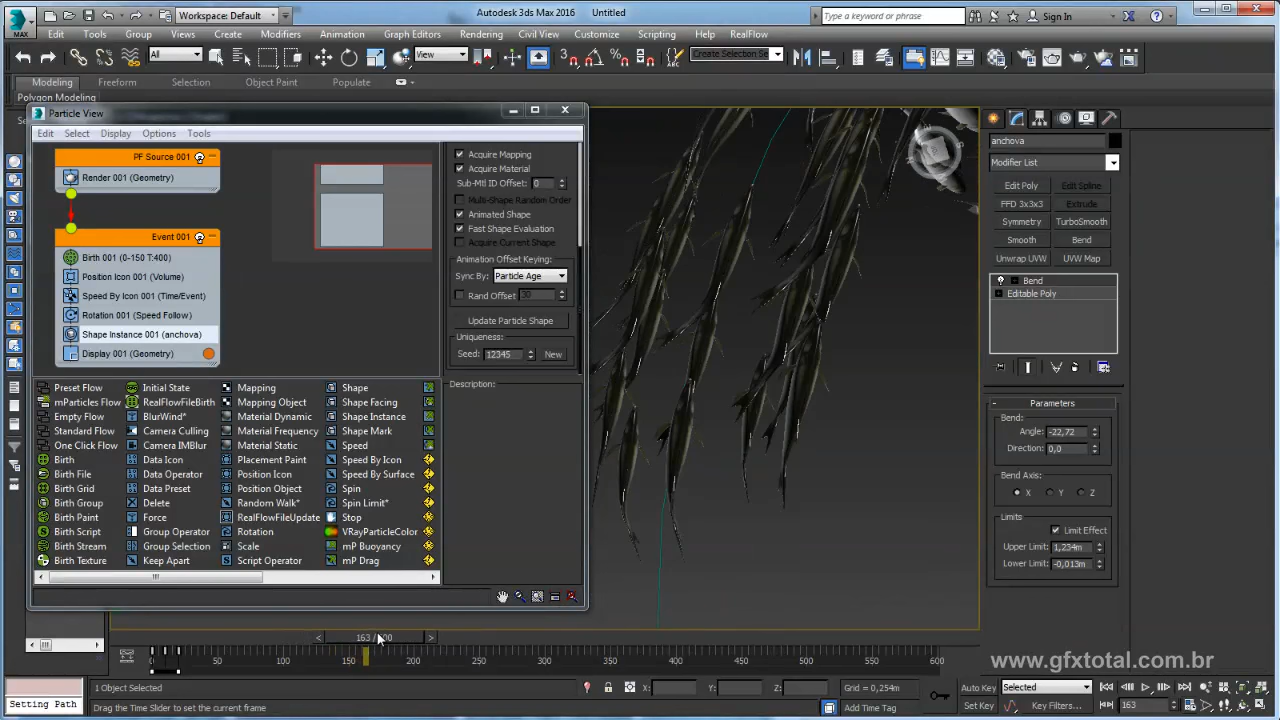 MAX
Workspace: Default
Autodesk 3ds Max 2016
Untitled
Type a keyword or phrase
Sign In
Edit Tools Group Views Create Modifiers Animation Graph Editors Rendering Civil View Customize Scripting Help RealFlow
All
View
Create Selection Se
Modeling Freeform Selection Object Paint Populate
Polygon Modeling
Particle View
Edit Select Display Options Tools
PF Source 001
Render 001 (Geometry)
Event 001
Birth 001 (0-150 T:400)
Position Icon 001 (Volume)
Speed By Icon 001 (Time/Event)
Rotation 001 (Speed Follow)
Shape Instance 001 (anchova)
Display 001 (Geometry)
Acquire Mapping
Acquire Material
Sub-Mtl ID Offset: 0
Multi-Shape Random Order
Animated Shape
Fast Shape Evaluation
Acquire Current Shape
Animation Offset Keying:
Sync By: Particle Age
Rand Offset 30
Update Particle Shape
Uniqueness:
Seed: 12345 New
Description:
Preset Flow Initial State Mapping Shape
mParticles Flow RealFlowFileBirth Mapping Object Shape Facing
Empty Flow BlurWind* Material Dynamic Shape Instance
Standard Flow Camera Culling Material Frequency Shape Mark
One Click Flow Camera IMBlur Material Static Speed
Birth Data Icon Placement Paint Speed By Icon
Birth File Data Operator Position Icon Speed By Surface
Birth Grid Data Preset Position Object Spin
Birth Group Delete Random Walk* Spin Limit*
Birth Paint Force RealFlowFileUpdate Stop
Birth Script Group Operator Rotation VRayParticleColor
Birth Stream Group Selection Scale mP Buoyancy
Birth Texture Keep Apart Script Operator mP Drag
anchova
Modifier List
Edit Poly Edit Spline
FFD 3x3x3 Extrude
Symmetry TurboSmooth
Smooth Bend
Unwrap UVW UVW Map
Bend
Editable Poly
Parameters
Bend:
Angle: -22,72
Direction: 0,0
Bend Axis:
X Y Z
Limits
Limit Effect
Upper Limit: 1,234m
Lower Limit: -0,013m
< >
0 50 100 150 200 250 300 350 400 450 500 550 600
www.gfxtotal.com.br
1 Object Selected
X: Y: Z: Grid = 0,254m
Auto Key Selected
Setting Path
Drag the Time Slider to set the current frame
Add Time Tag
Set Key Key Filters...
163